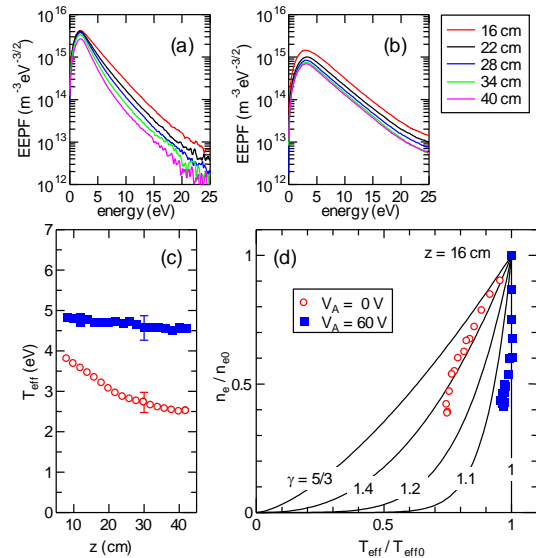 (a)
10^16
10^15
10^14
10^13
10^12
EEPF (m^-3 eV^-3/2)
0 5 10 15 20 25
energy (eV)
(b)
10^16
10^15
10^14
10^13
10^12
EEPF (m^-3 eV^-3/2)
0 5 10 15 20 25
energy (eV)
16 cm
22 cm
28 cm
34 cm
40 cm
(c)
7
6
5
4
3
2
1
0
T_eff (eV)
10 20 30 40
z (cm)
(d)
z = 16 cm
V_A = 0 V
V_A = 60 V
1
0.5
0
n_e / n_e0
γ = 5/3
1.4
1.2
1.1
1
0 0.5 1
T_eff / T_eff0